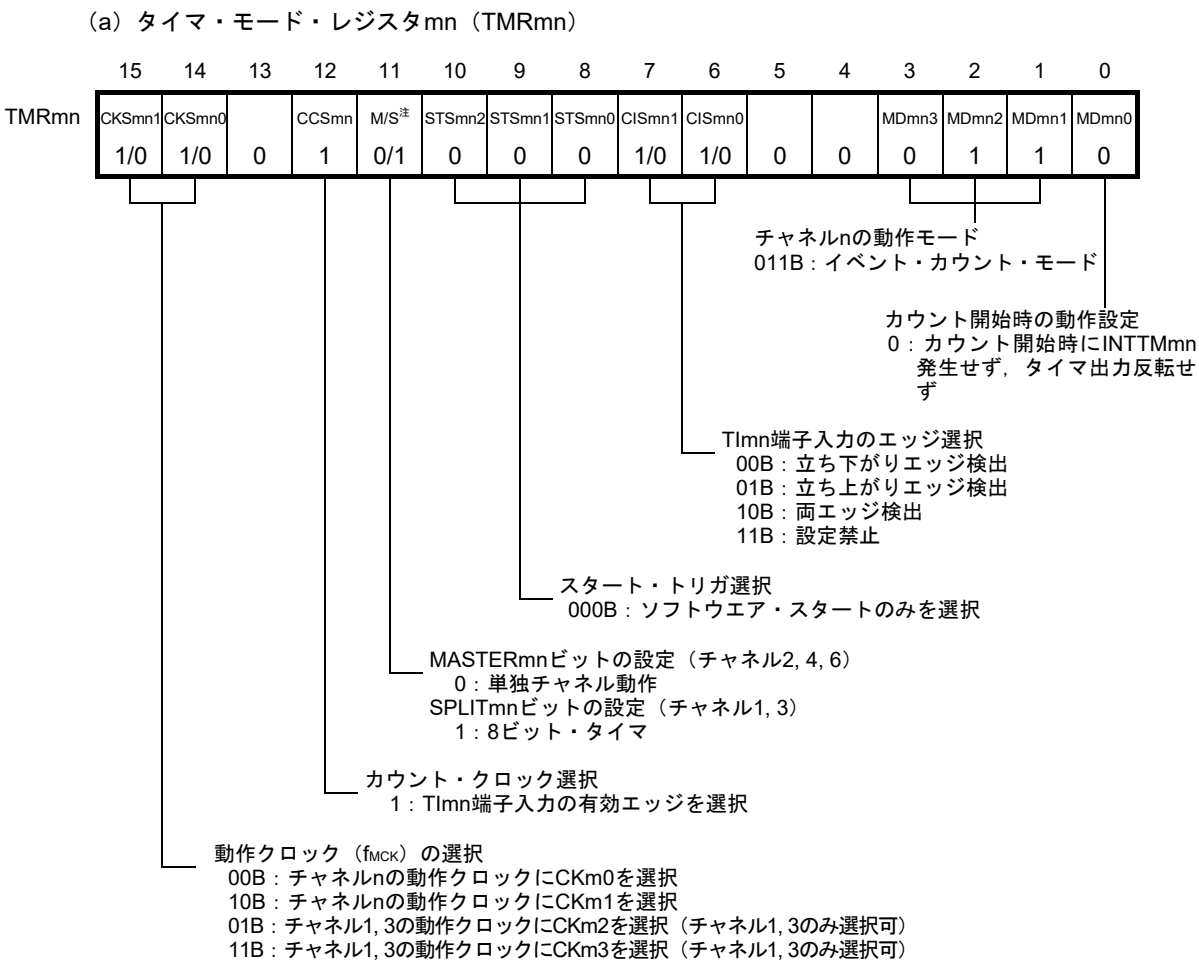 (a) タイマ・モード・レジスタmn（TMRmn）
15 14 13 12 11 10 9 8 7 6 5 4 3 2 1 0
TMRmn CKSmn1 CKSmn0 CCSmn M/S注 STSmn2 STSmn1 STSmn0 CISmn1 CISmn0 MDmn3 MDmn2 MDmn1 MDmn0
1/0 1/0 0 1 0/1 0 0 0 1/0 1/0 0 0 0 1 1 0
チャネルnの動作モード
011B：イベント・カウント・モード
カウント開始時の動作設定
0：カウント開始時にINTTMmn
発生せず，タイマ出力反転せ
ず
TImn端子入力のエッジ選択
00B：立ち下がりエッジ検出
01B：立ち上がりエッジ検出
10B：両エッジ検出
11B：設定禁止
スタート・トリガ選択
000B：ソフトウエア・スタートのみを選択
MASTERmnビットの設定（チャネル2, 4, 6）
0：単独チャネル動作
SPLITmnビットの設定（チャネル1, 3）
1：8ビット・タイマ
カウント・クロック選択
1：TImn端子入力の有効エッジを選択
動作クロック（fMCK）の選択
00B：チャネルnの動作クロックにCKm0を選択
10B：チャネルnの動作クロックにCKm1を選択
01B：チャネル1, 3の動作クロックにCKm2を選択（チャネル1, 3のみ選択可）
11B：チャネル1, 3の動作クロックにCKm3を選択（チャネル1, 3のみ選択可）